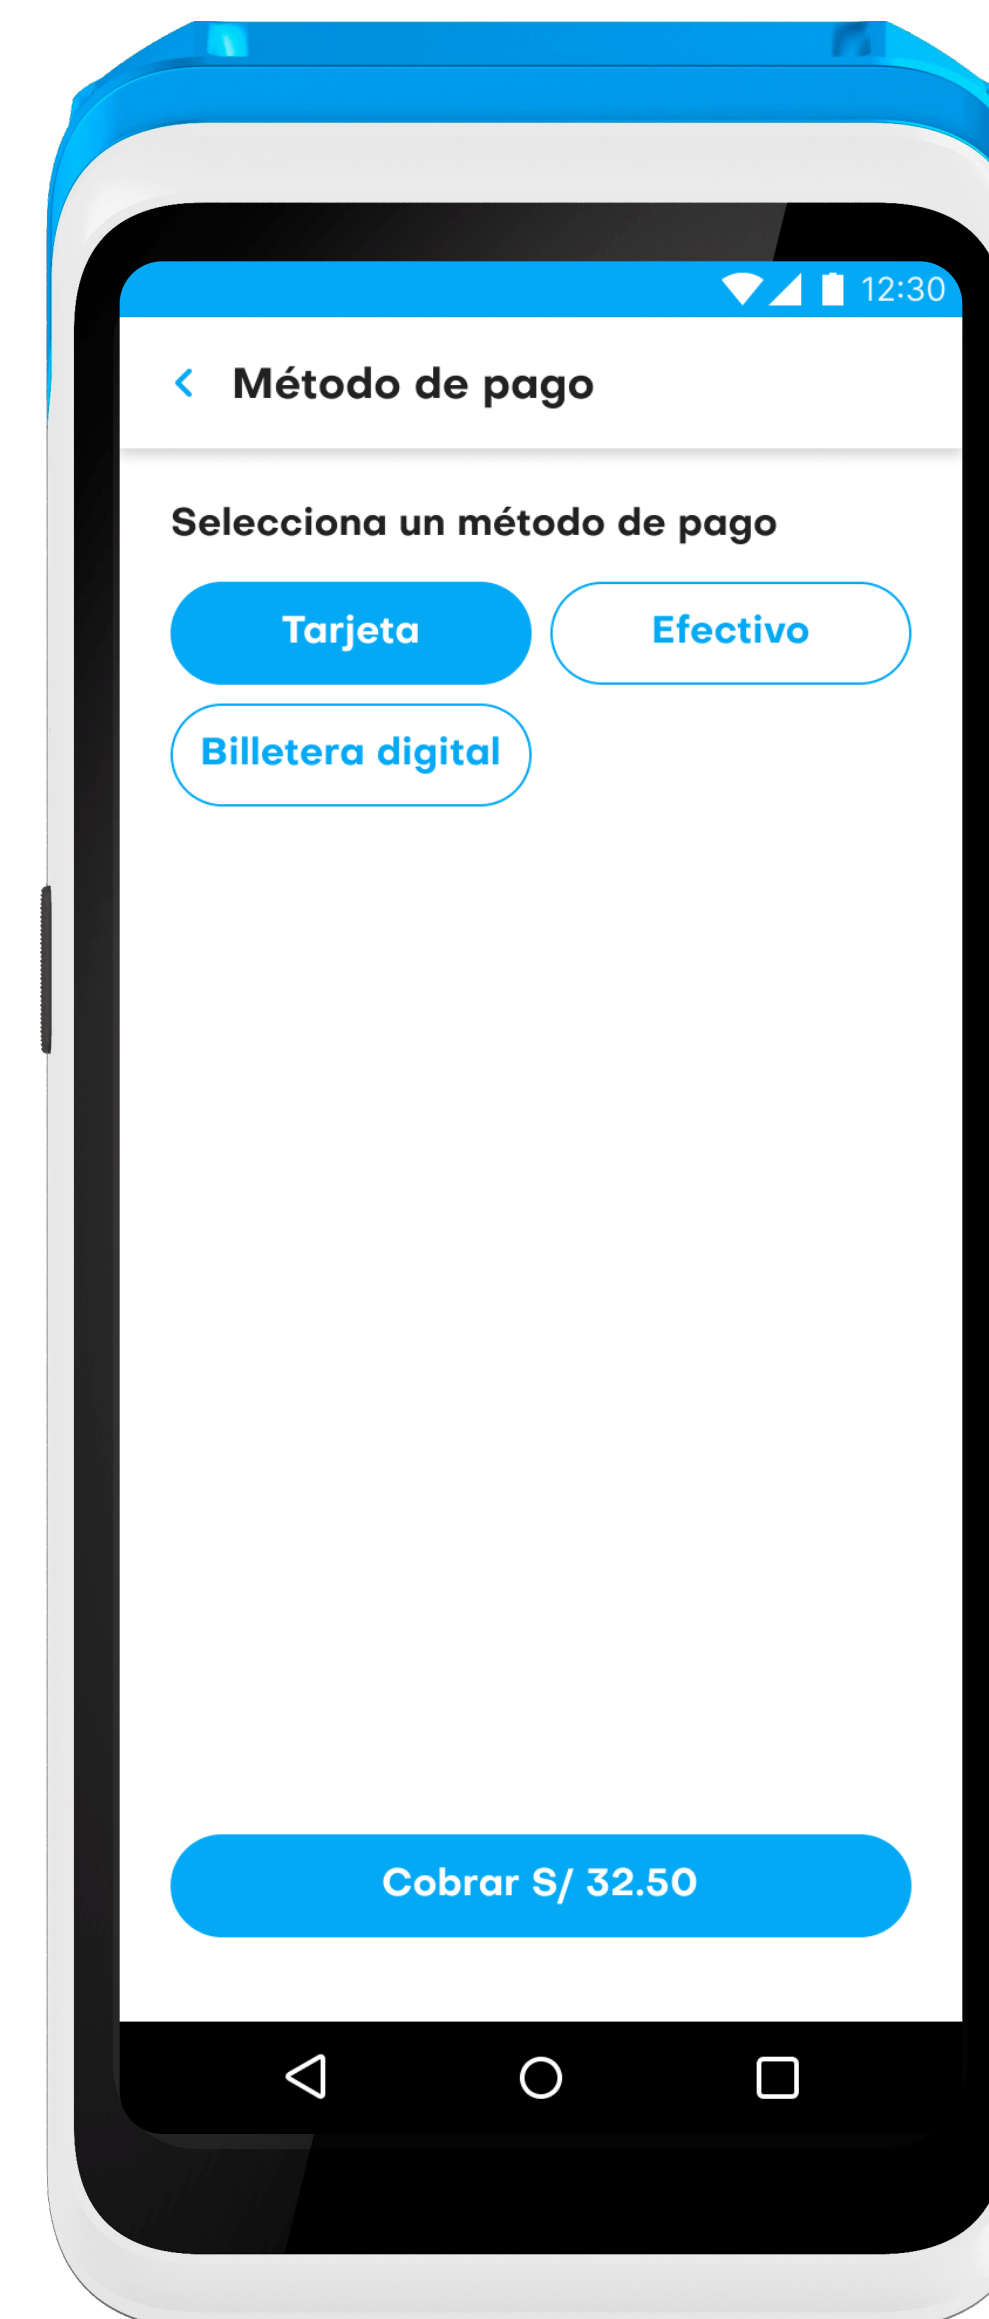 12:30
Método de pago
Selecciona un método de pago
Tarjeta
Efectivo
Billetera digital
Cobrar S/ 32.50